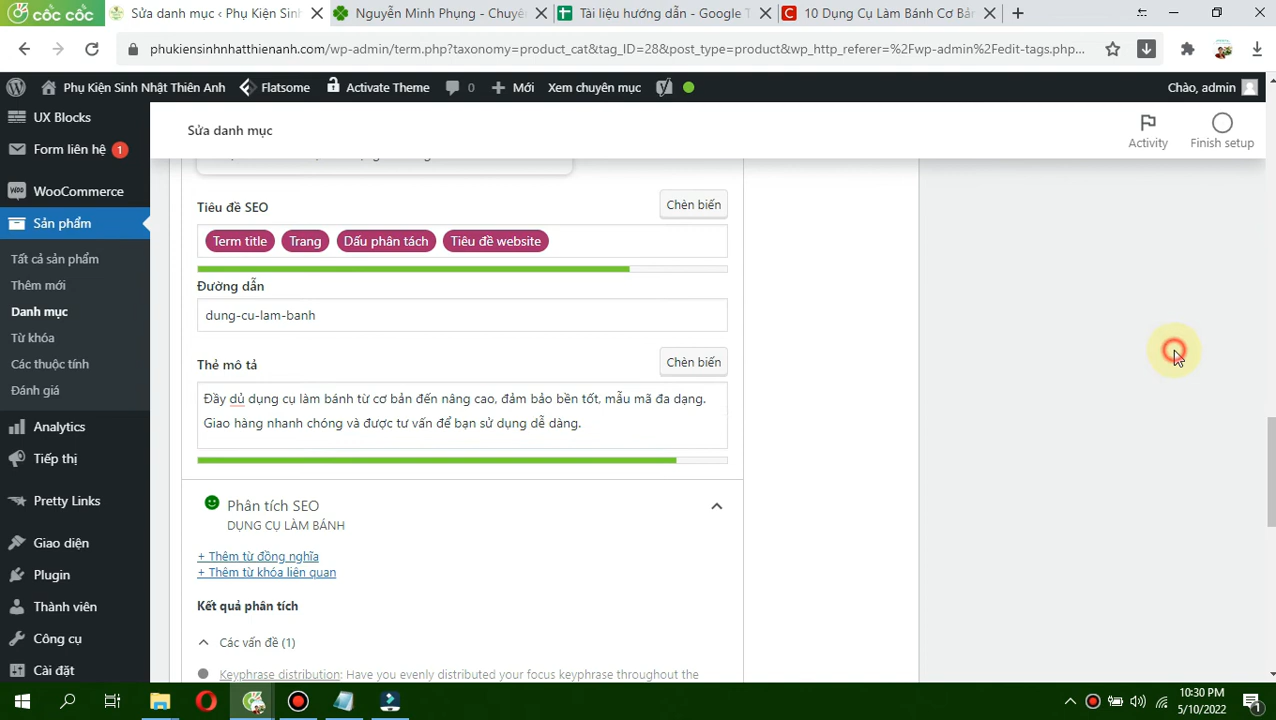 cốc cốc
Sửa danh mục ‹ Phụ Kiện Sinh
Nguyễn Minh Phong - Chuyên
Tài liệu hướng dẫn - Google T
10 Dụng Cụ Làm Bánh Cơ Bản
phukiensinhnhatthienanh.com/wp-admin/term.php?taxonomy=product_cat&tag_ID=28&post_type=product&wp_http_referer=%2Fwp-admin%2Fedit-tags.php...
Phụ Kiện Sinh Nhật Thiên Anh
Flatsome
Activate Theme
0
Mới
Xem chuyên mục
Chào, admin
UX Blocks
Form liên hệ 1
WooCommerce
Sản phẩm
Tất cả sản phẩm
Thêm mới
Danh mục
Từ khóa
Các thuộc tính
Đánh giá
Analytics
Tiếp thị
Pretty Links
Giao diện
Plugin
Thành viên
Công cụ
Cài đặt
Sửa danh mục
Activity
Finish setup
Tiêu đề SEO
Chèn biến
Term title Trang Dấu phân tách Tiêu đề website
Đường dẫn
dung-cu-lam-banh
Thẻ mô tả
Chèn biến
Đầy dủ dụng cụ làm bánh từ cơ bản đến nâng cao, đảm bảo bền tốt, mẫu mã đa dạng.
Giao hàng nhanh chóng và được tư vấn để bạn sử dụng dễ dàng.
Phân tích SEO
DỤNG CỤ LÀM BÁNH
+ Thêm từ đồng nghĩa
+ Thêm từ khóa liên quan
Kết quả phân tích
Các vấn đề (1)
Keyphrase distribution: Have you evenly distributed your focus keyphrase throughout the
10:30 PM
5/10/2022
1